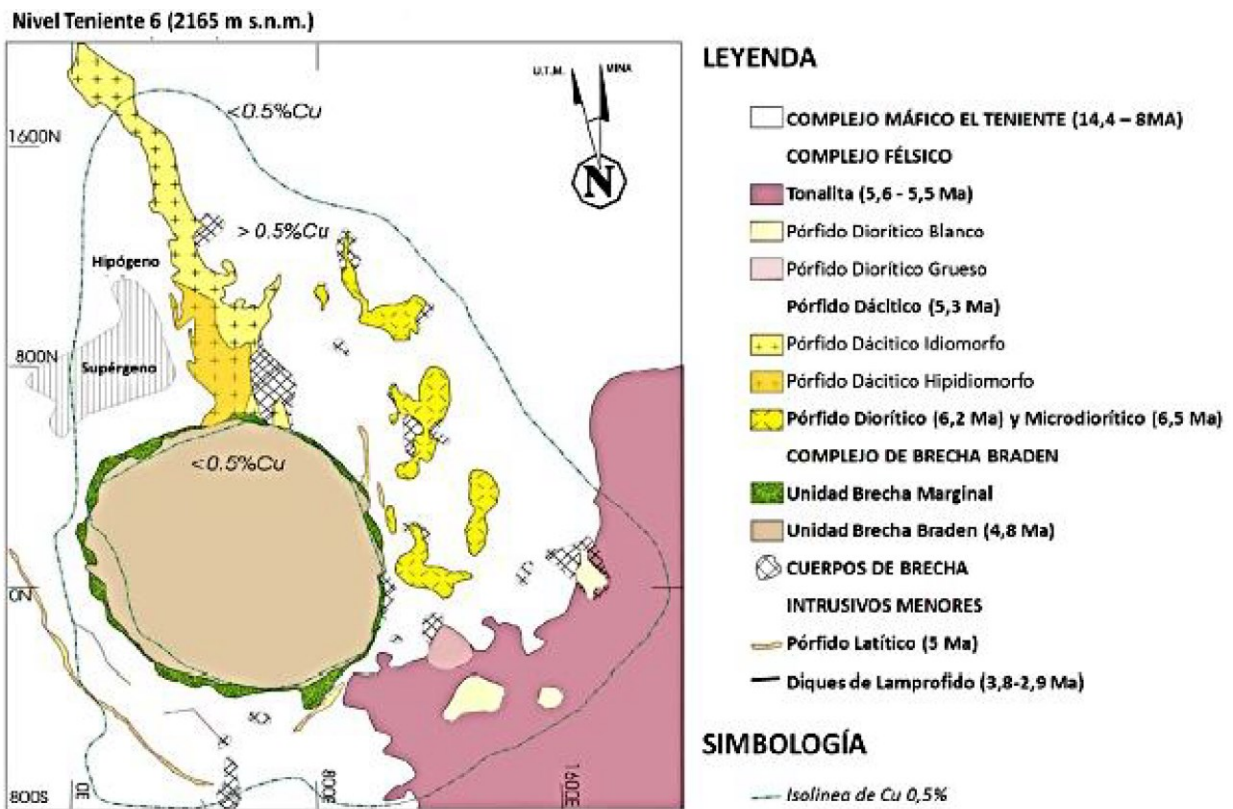 Nivel Teniente 6 (2165 m s.n.m.)
U.T.M.
MINA
N
<0.5%Cu
1600N
> 0.5%Cu
Hipógeno
800N
Supérgeno
<0.5%Cu
0N
800S
0E
800E
1600E
LEYENDA
COMPLEJO MÁFICO EL TENIENTE (14,4 – 8MA)
COMPLEJO FÉLSICO
Tonalita (5,6 - 5,5 Ma)
Pórfido Diorítico Blanco
Pórfido Diorítico Grueso
Pórfido Dácítico (5,3 Ma)
Pórfido Dácitico Idiomorfo
Pórfido Dácitico Hipidiomorfo
Pórfido Diorítico (6,2 Ma) y Microdiorítico (6,5 Ma)
COMPLEJO DE BRECHA BRADEN
Unidad Brecha Marginal
Unidad Brecha Braden (4,8 Ma)
CUERPOS DE BRECHA
INTRUSIVOS MENORES
Pórfido Latítico (5 Ma)
Diques de Lamprofido (3,8-2,9 Ma)
SIMBOLOGÍA
Isolinea de Cu 0,5%